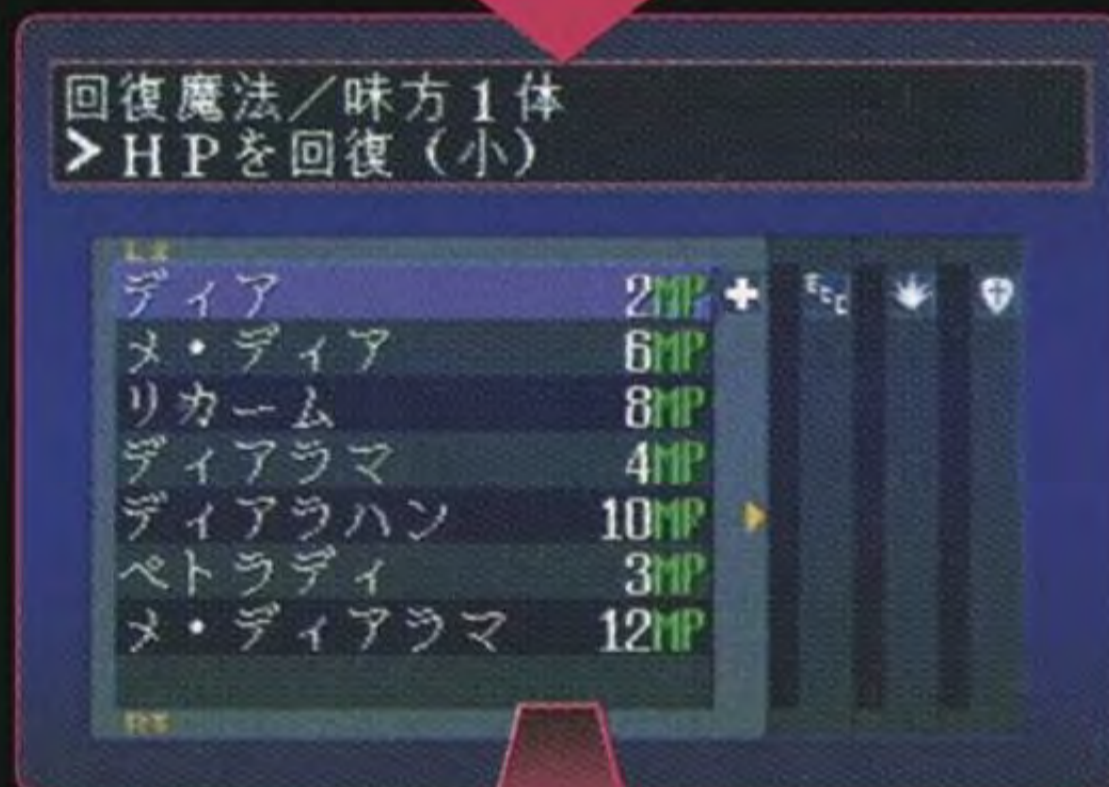 回復魔法／味方1体
>HPを回復（小）
ディア 2MP
メ・ディア 6MP
リカーム 8MP
ディアラマ 4MP
ディアラハン 10MP
ペトラディ 3MP
メ・ディアラマ 12MP